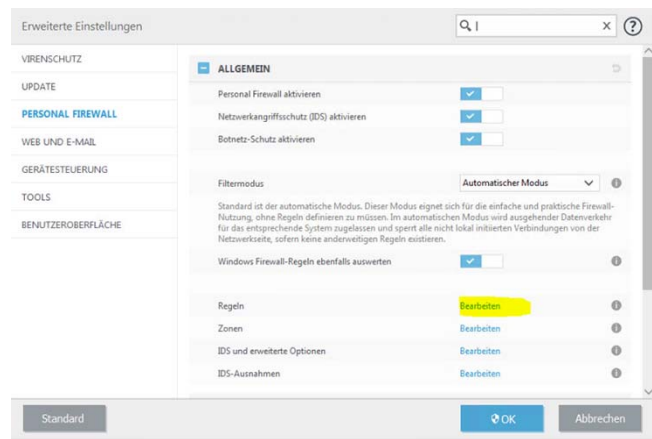 Erweiterte Einstellungen
VIRENSCHUTZ
UPDATE
PERSONAL FIREWALL
WEB UND E-MAIL
GERÄTESTEUERUNG
TOOLS
BENUTZEROBERFLÄCHE
ALLGEMEIN
Personal Firewall aktivieren
Netzwerkangriffsschutz (IDS) aktivieren
Botnetz-Schutz aktivieren
Filtermodus Automatischer Modus
Standard ist der automatische Modus. Dieser Modus eignet sich für die einfache und praktische Firewall-
Nutzung, ohne Regeln definieren zu müssen. Im automatischen Modus wird ausgehender Datenverkehr
für das entsprechende System zugelassen und sperrt alle nicht lokal initiierten Verbindungen von der
Netzwerkseite, sofern keine anderweitigen Regeln existieren.
Windows Firewall-Regeln ebenfalls auswerten
Regeln Bearbeiten
Zonen Bearbeiten
IDS und erweiterte Optionen Bearbeiten
IDS-Ausnahmen Bearbeiten
Standard
OK
Abbrechen